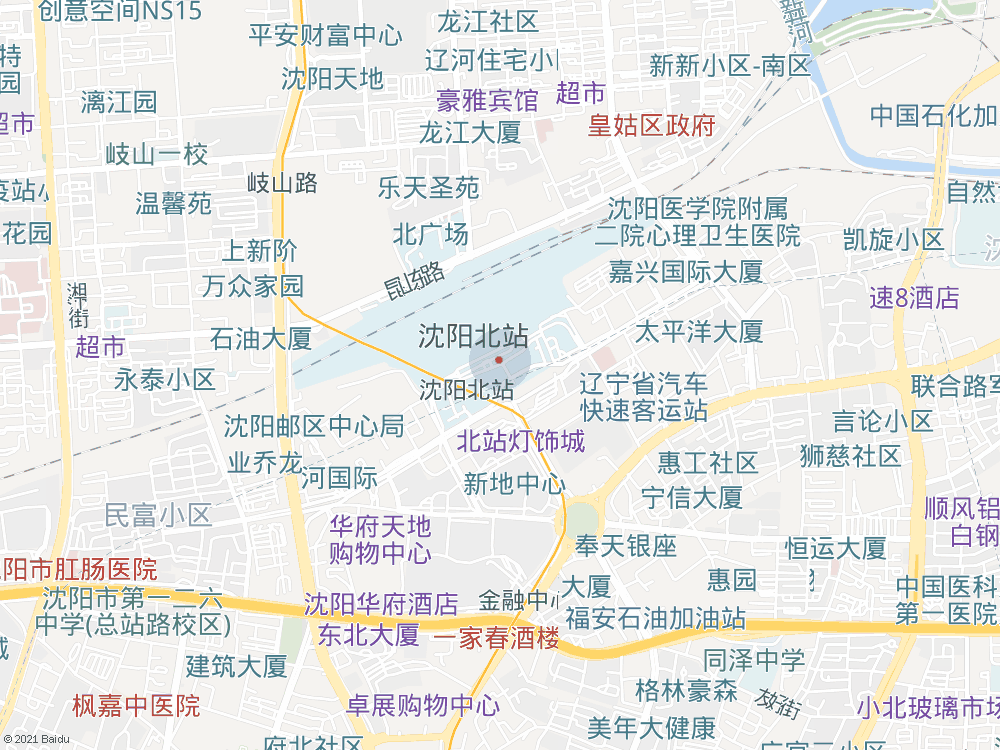 创意空间NS15
龙江社区
平安财富中心
辽河住宅小
新开河
特
园
沈阳天地
新新小区-南区
漓江园
豪雅宾馆
超市
超市
龙江大厦
皇姑区政府
中国石化加
岐山一校
岐山路
乐天圣苑
疫站小
温馨苑
自然
沈阳医学院附属
二院心理卫生医院
花园
上新阶
北广场
凯旋小区
昆山东路
嘉兴国际大厦
万众家园
速8酒店
石油大厦
沈阳北站
太平洋大厦
超市
永泰小区
沈阳北站
辽宁省汽车
快速客运站
联合路军
沈阳邮区中心局
北站灯饰城
言论小区
业乔龙
河国际
新地中心
惠工社区
狮慈社区
宁信大厦
民富小区
华府天地
购物中心
顺风铝
白钢
奉天银座
恒运大厦
阳市肛肠医院
大厦
惠园
中国医科
第一医院
沈阳市第一二六
中学(总站路校区)
沈阳华府酒店
金融中心
福安石油加油站
东北大厦
一家春酒楼
城
建筑大厦
同泽中学
格林豪森
枫嘉中医院
卓展购物中心
小北玻璃市场
美年大健康
府北社区
© 2021 Baidu